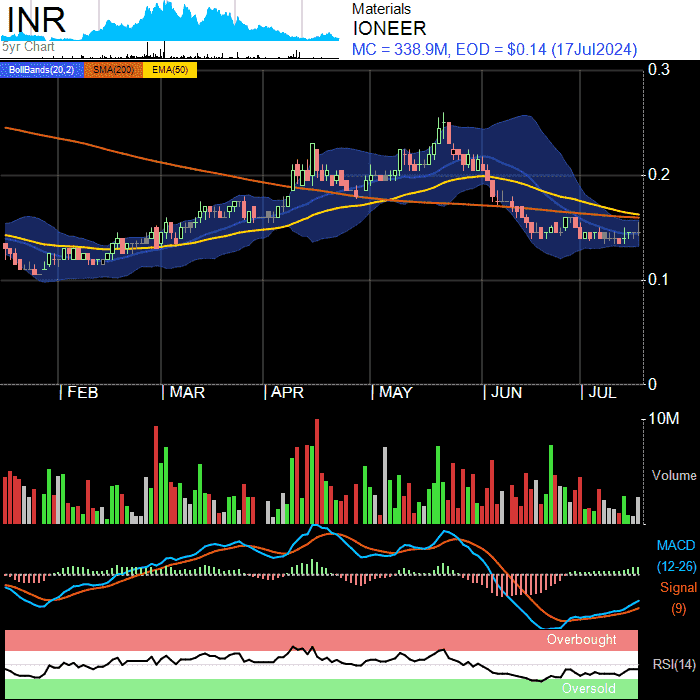 INR
5yr Chart
Materials
IONEER
MC = 338.9M, EOD = $0.14 (17Jul2024)
BollBands(20,2) SMA(200) EMA(50)
0.3
0.2
0.1
0
FEB MAR APR MAY JUN JUL
10M
Volume
MACD
(12-26)
Signal
(9)
Overbought
RSI(14)
Oversold